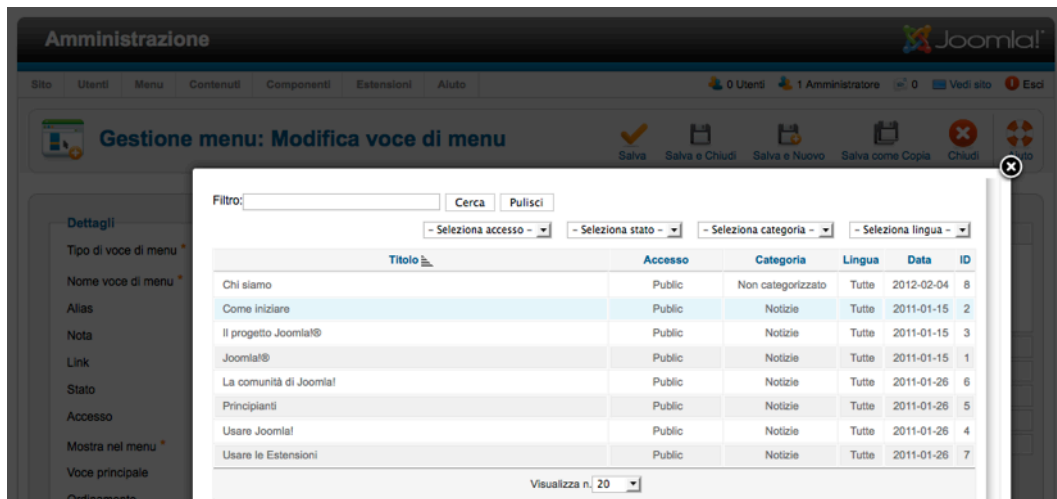 Amministrazione
Joomla!
Sito Utenti Menu Contenuti Componenti Estensioni Aiuto 0 Utenti 1 Amministratore 0 Vedi sito Esci
Gestione menu: Modifica voce di menu
Salva Salva e Chiudi Salva e Nuovo Salva come Copia Chiudi Aiuto
Filtro: Cerca Pulisci
- Seleziona accesso - - Seleziona stato - - Seleziona categoria - - Seleziona lingua -
Titolo Accesso Categoria Lingua Data ID
Chi siamo Public Non categorizzato Tutte 2012-02-04 8
Come iniziare Public Notizie Tutte 2011-01-15 2
Il progetto Joomla!® Public Notizie Tutte 2011-01-15 3
Joomla!® Public Notizie Tutte 2011-01-15 1
La comunità di Joomla! Public Notizie Tutte 2011-01-26 6
Principianti Public Notizie Tutte 2011-01-26 5
Usare Joomla! Public Notizie Tutte 2011-01-26 4
Usare le Estensioni Public Notizie Tutte 2011-01-26 7
Visualizza n. 20
Dettagli
Tipo di voce di menu *
Nome voce di menu *
Alias
Nota
Link
Stato
Accesso
Mostra nel menu *
Voce principale
Ordinamento